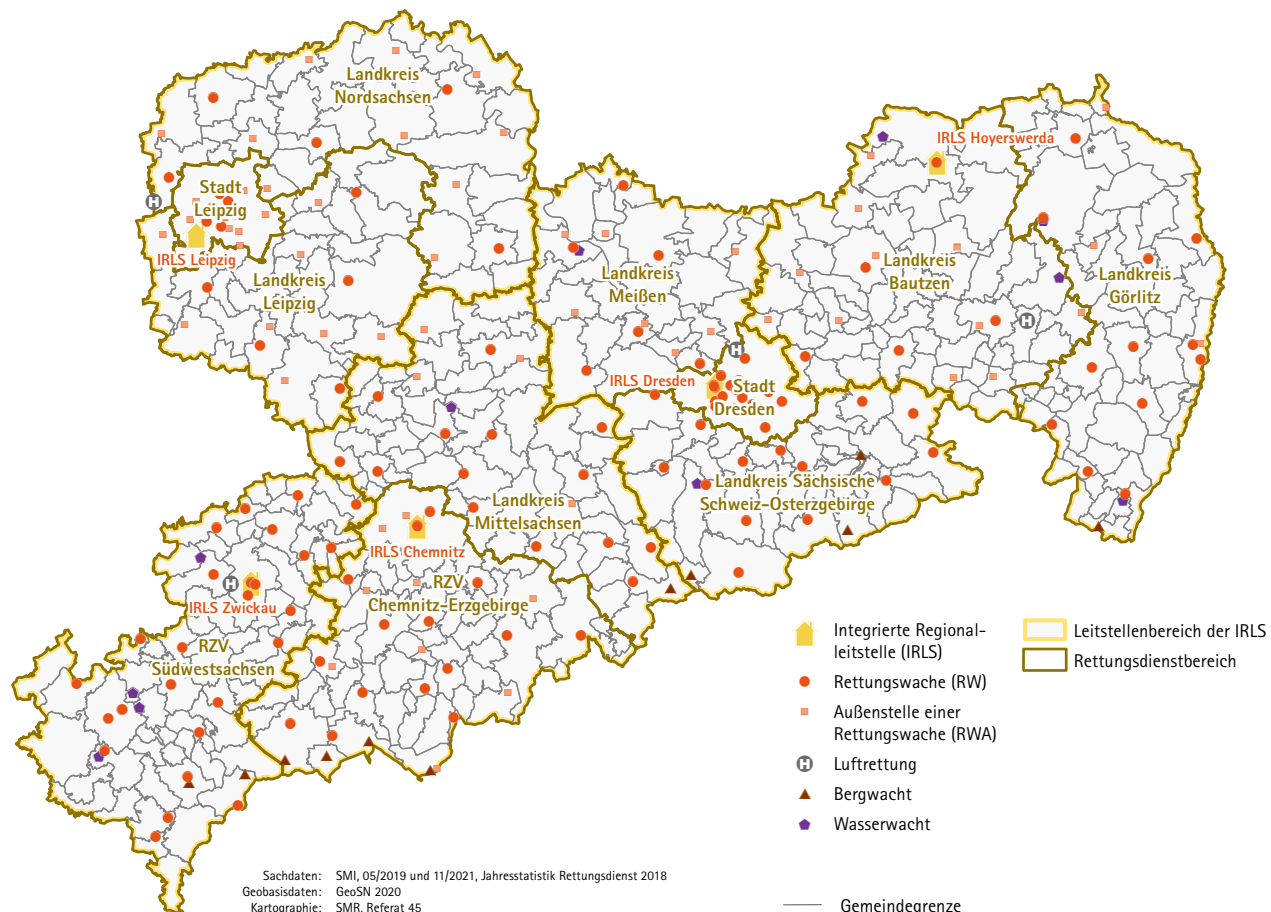 Landkreis
Nordsachsen
IRLS Hoyerswerda
Stadt
Leipzig
IRLS Leipzig
Landkreis
Leipzig
Landkreis
Meißen
Landkreis
Bautzen
Landkreis
Görlitz
IRLS Dresden
Stadt
Dresden
Landkreis Sächsische
Schweiz-Osterzgebirge
Landkreis
Mittelsachsen
IRLS Chemnitz
RZV
Chemnitz-Erzgebirge
IRLS Zwickau
RZV
Südwestsachsen
H
H
H
H
Integrierte Regional-
leitstelle (IRLS)
Rettungswache (RW)
Außenstelle einer
Rettungswache (RWA)
H Luftrettung
Bergwacht
Wasserwacht
Leitstellenbereich der IRLS
Rettungsdienstbereich
Gemeindegrenze
Sachdaten: SMI, 05/2019 und 11/2021, Jahresstatistik Rettungsdienst 2018
Geobasisdaten: GeoSN 2020
Kartographie: SMR, Referat 45